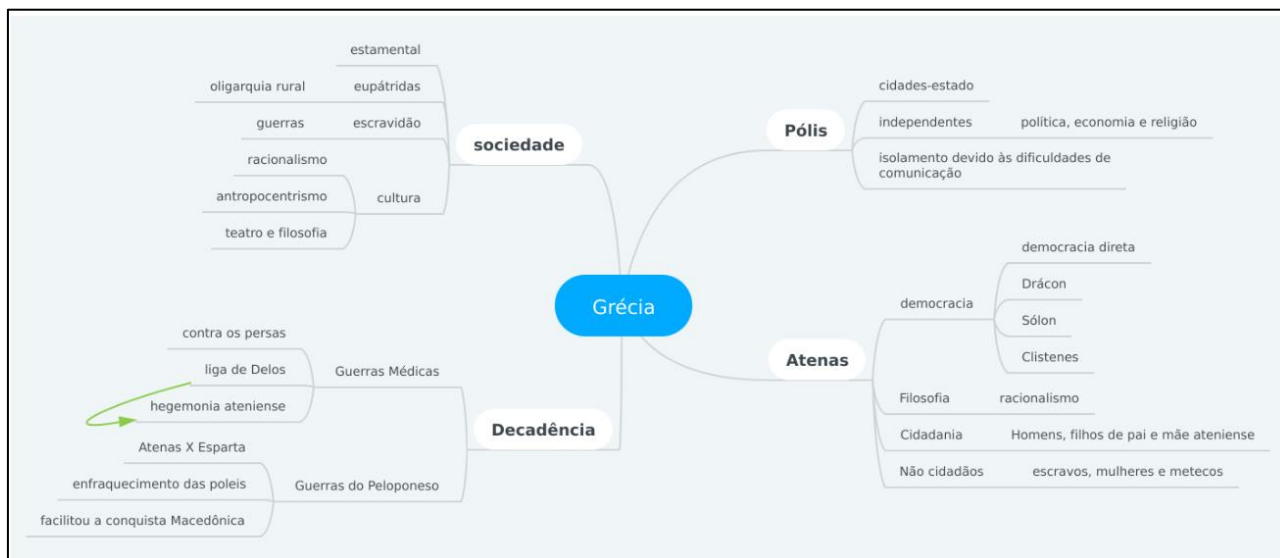 Grécia
Pólis
cidades-estado
independentes
política, economia e religião
isolamento devido às dificuldades de
comunicação
Atenas
democracia
democracia direta
Drácon
Sólon
Clistenes
Filosofia
racionalismo
Cidadania
Homens, filhos de pai e mãe ateniense
Não cidadãos
escravos, mulheres e metecos
sociedade
estamental
eupátridas
oligarquia rural
escravidão
guerras
cultura
racionalismo
antropocentrismo
teatro e filosofia
Decadência
Guerras Médicas
contra os persas
liga de Delos
hegemonia ateniense
Guerras do Peloponeso
Atenas X Esparta
enfraquecimento das poleis
facilitou a conquista Macedônica